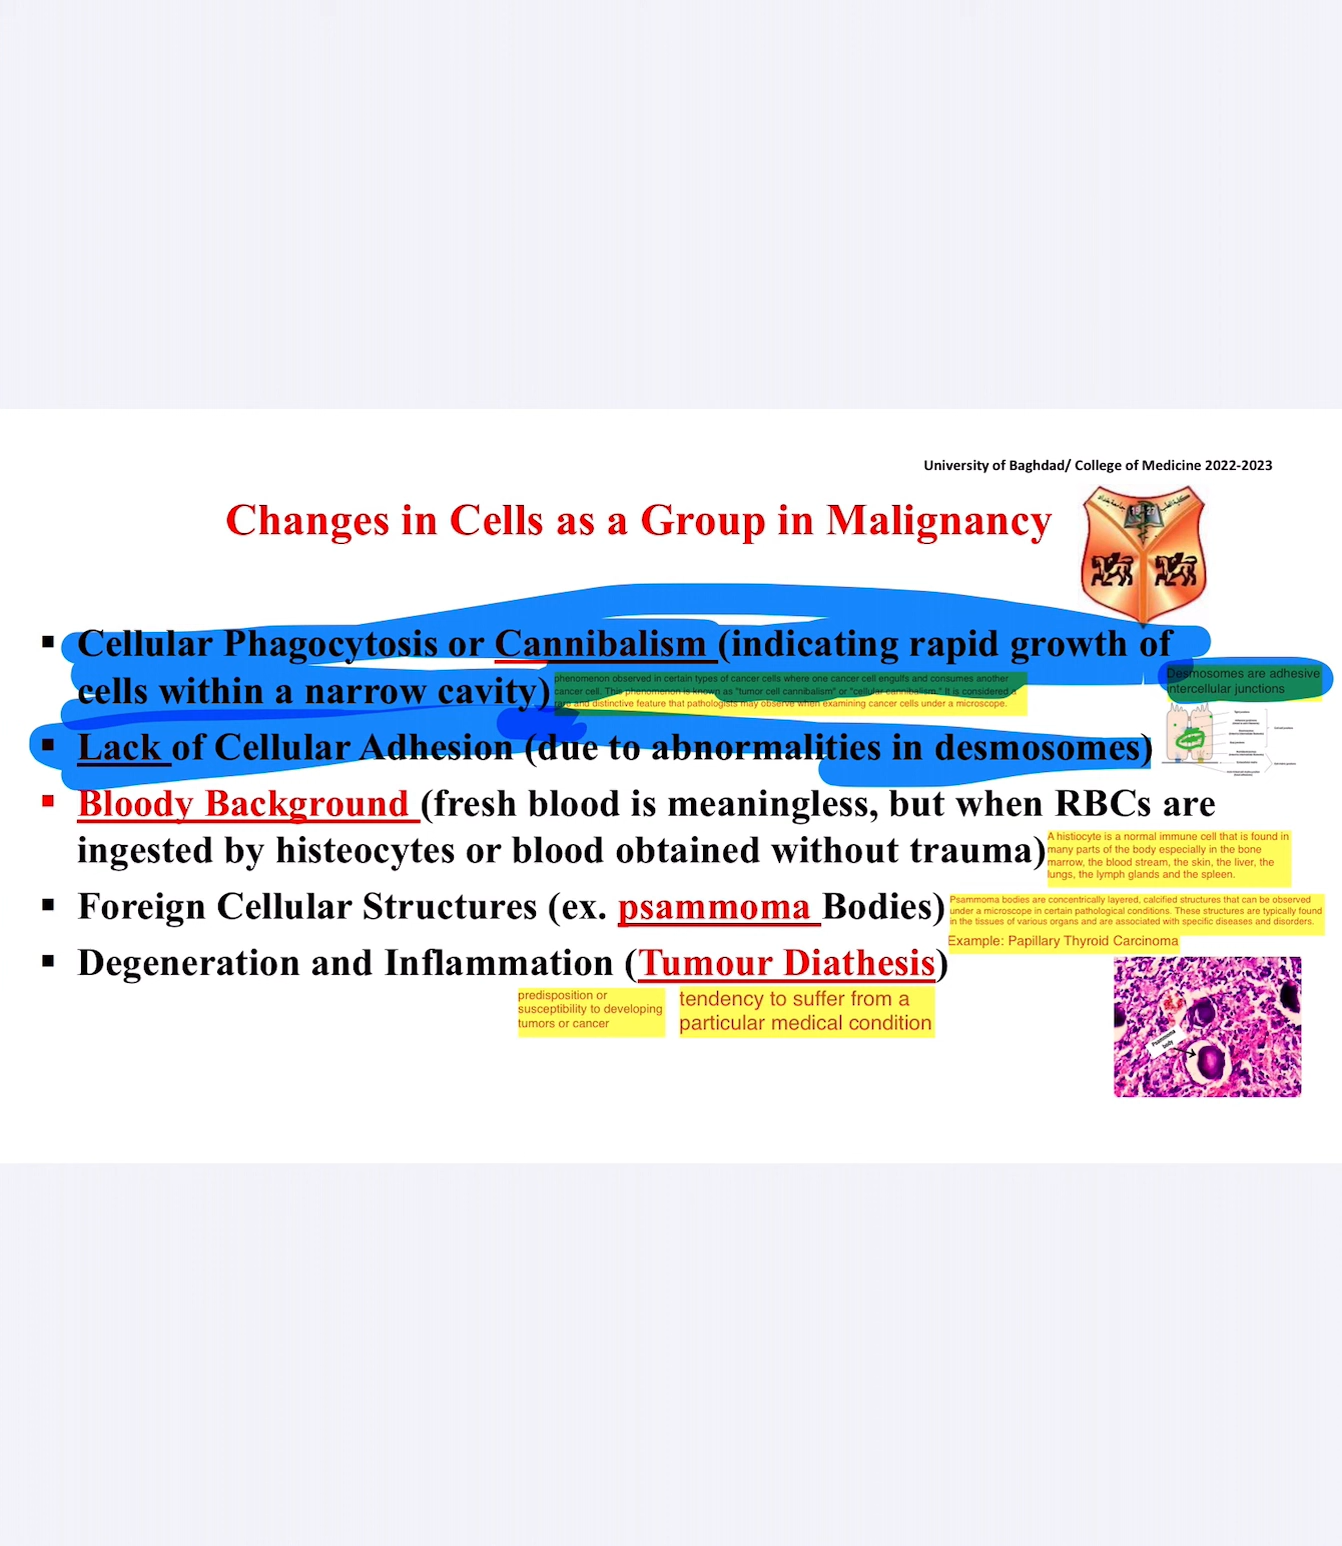 University of Baghdad/ College of Medicine 2022-2023
Changes in Cells as a Group in Malignancy
▪ Cellular Phagocytosis or Cannibalism (indicating rapid growth of
cells within a narrow cavity)
phenomenon observed in certain types of cancer cells where one cancer cell engulfs and consumes another
cancer cell. This phenomenon is known as "tumor cell cannibalism" or "cellular cannibalism." It is considered a
rare and distinctive feature that pathologists may observe when examining cancer cells under a microscope.
Desmosomes are adhesive
intercellular junctions
▪ Lack of Cellular Adhesion (due to abnormalities in desmosomes)
▪ Bloody Background (fresh blood is meaningless, but when RBCs are
ingested by histeocytes or blood obtained without trauma)
A histiocyte is a normal immune cell that is found in
many parts of the body especially in the bone
marrow, the blood stream, the skin, the liver, the
lungs, the lymph glands and the spleen.
▪ Foreign Cellular Structures (ex. psammoma Bodies)
Psammoma bodies are concentrically layered, calcified structures that can be observed
under a microscope in certain pathological conditions. These structures are typically found
in the tissues of various organs and are associated with specific diseases and disorders.
Example: Papillary Thyroid Carcinoma
▪ Degeneration and Inflammation (Tumour Diathesis)
predisposition or
susceptibility to developing
tumors or cancer
tendency to suffer from a
particular medical condition
Psammoma
body